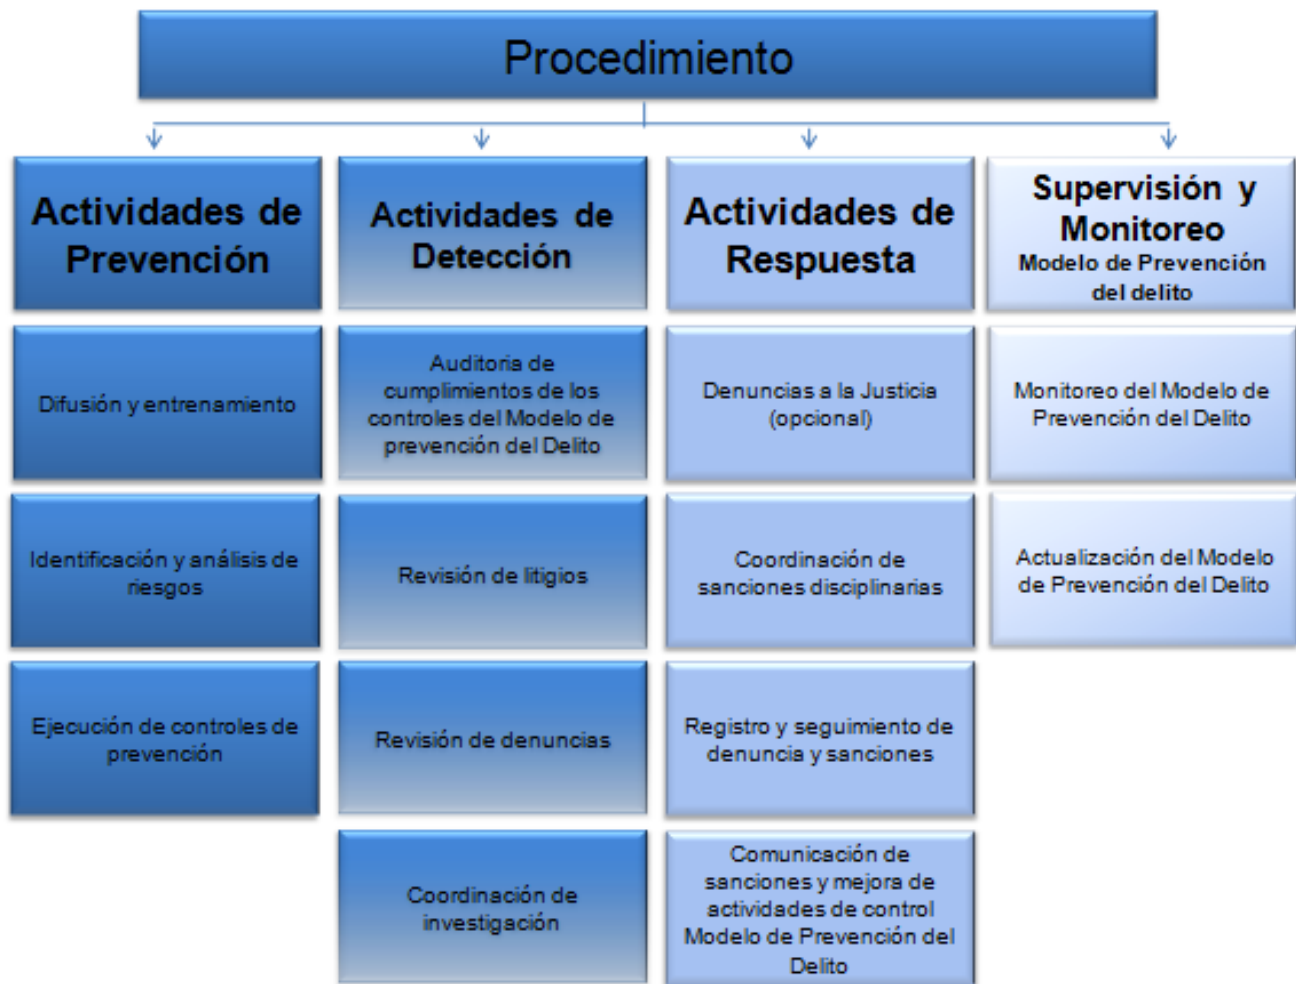 Procedimiento
Actividades de
Prevención
Difusión y entrenamiento
Identificación y análisis de
riesgos
Ejecución de controles de
prevención
Actividades de
Detección
Auditoria de
cumplimientos de los
controles del Modelo de
prevención del Delito
Revisión de litigios
Revisión de denuncias
Coordinación de
investigación
Actividades de
Respuesta
Denuncias a la Justicia
(opcional)
Coordinación de
sanciones disciplinarias
Registro y seguimiento de
denuncia y sanciones
Comunicación de
sanciones y mejora de
actividades de control
Modelo de Prevención del
Delito
Supervisión y
Monitoreo
Modelo de Prevención
del delito
Monitoreo del Modelo de
Prevención del Delito
Actualización del Modelo
de Prevención del Delito